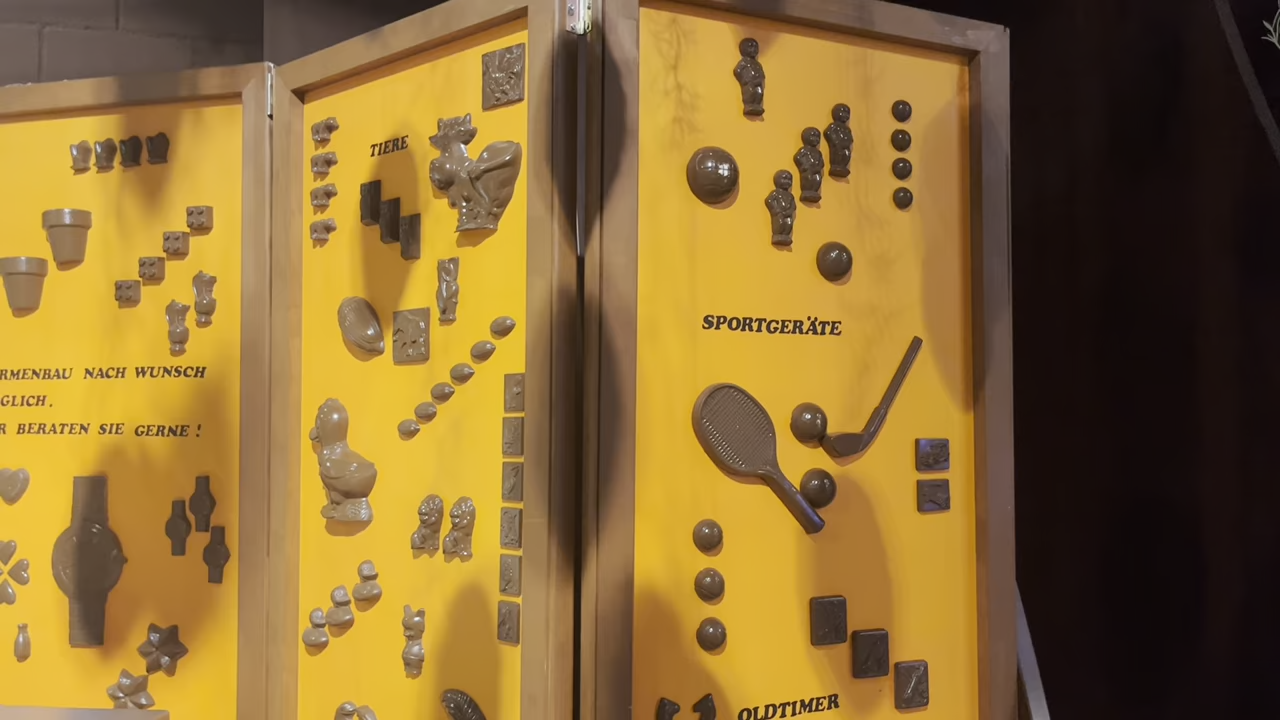 RMENBAU NACH WUNSCH
GLICH.
R BERATEN SIE GERNE!
TIERE
SPORTGERÄTE
OLDTIMER